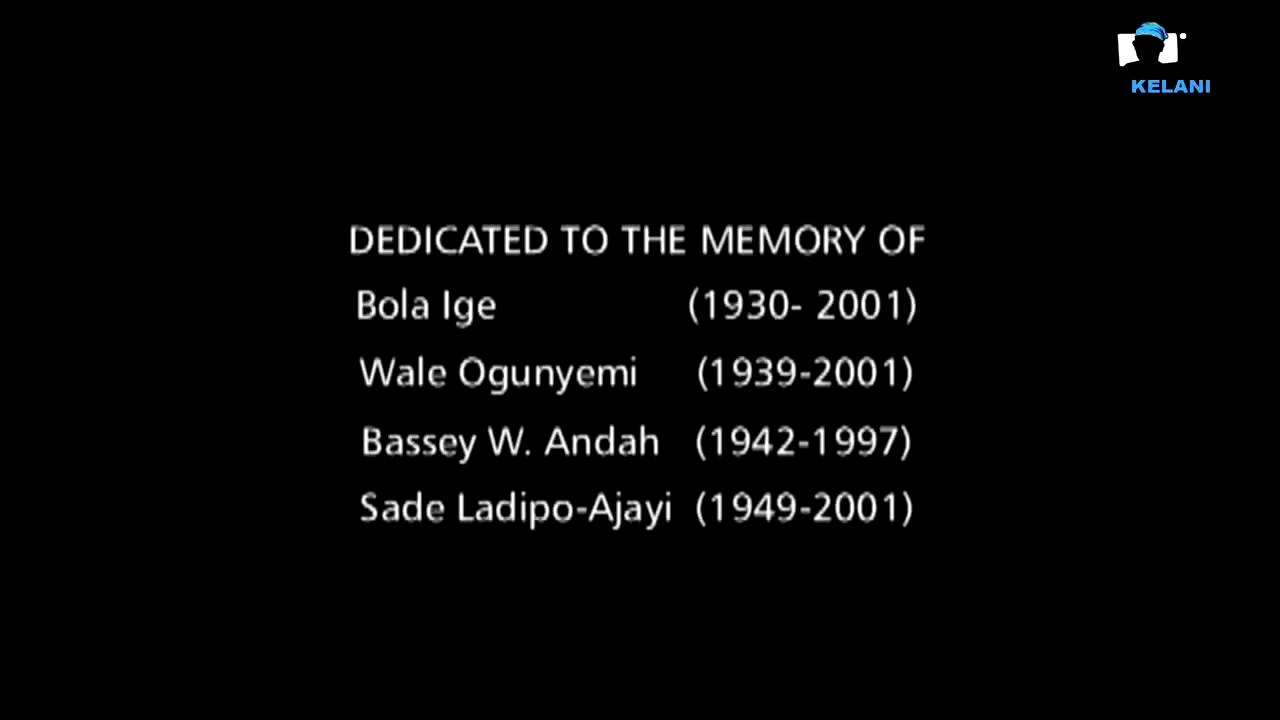 KELANI
DEDICATED TO THE MEMORY OF
Bola Ige (1930- 2001)
Wale Ogunyemi (1939-2001)
Bassey W. Andah (1942-1997)
Sade Ladipo-Ajayi (1949-2001)